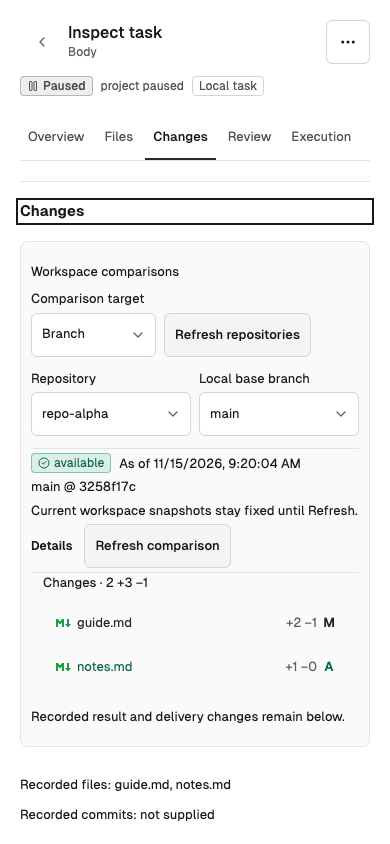 Inspect task
Body
Paused project paused Local task
Overview Files Changes Review Execution
Changes
Workspace comparisons
Comparison target
Branch Refresh repositories
Repository Local base branch
repo-alpha main
available As of 11/15/2026, 9:20:04 AM
main @ 3258f17c
Current workspace snapshots stay fixed until Refresh.
Details Refresh comparison
Changes · 2 +3 −1
M↓ guide.md +2 −1 M
M↓ notes.md +1 −0 A
Recorded result and delivery changes remain below.
Recorded files: guide.md, notes.md
Recorded commits: not supplied